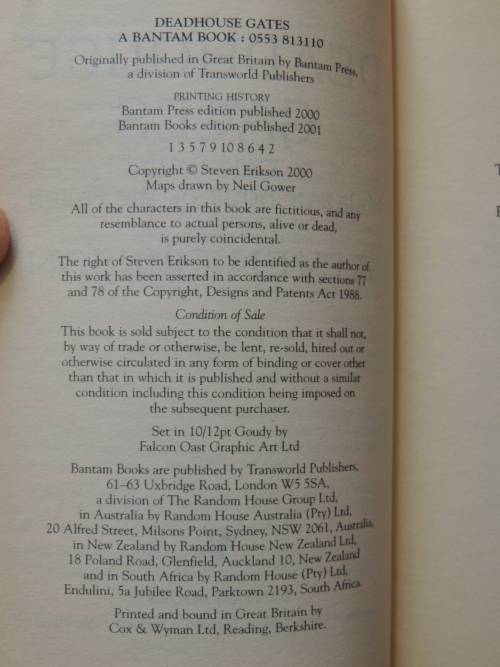 DEADHOUSE GATES
A BANTAM BOOK : 0553 813110
Originally published in Great Britain by Bantam Press,
a division of Transworld Publishers
PRINTING HISTORY
Bantam Press edition published 2000
Bantam Books edition published 2001
1 3 5 7 9 10 8 6 4 2
Copyright © Steven Erikson 2000
Maps drawn by Neil Gower
All of the characters in this book are fictitious, and any
resemblance to actual persons, alive or dead,
is purely coincidental.
The right of Steven Erikson to be identified as the author of
this work has been asserted in accordance with sections 77
and 78 of the Copyright, Designs and Patents Act 1988.
Condition of Sale
This book is sold subject to the condition that it shall not,
by way of trade or otherwise, be lent, re-sold, hired out or
otherwise circulated in any form of binding or cover other
than that in which it is published and without a similar
condition including this condition being imposed on
the subsequent purchaser.
Set in 10/12pt Goudy by
Falcon Oast Graphic Art Ltd
Bantam Books are published by Transworld Publishers,
61–63 Uxbridge Road, London W5 5SA,
a division of The Random House Group Ltd,
in Australia by Random House Australia (Pty) Ltd,
20 Alfred Street, Milsons Point, Sydney, NSW 2061, Australia,
in New Zealand by Random House New Zealand Ltd,
18 Poland Road, Glenfield, Auckland 10, New Zealand
and in South Africa by Random House (Pty) Ltd,
Endulini, 5a Jubilee Road, Parktown 2193, South Africa.
Printed and bound in Great Britain by
Cox & Wyman Ltd, Reading, Berkshire.